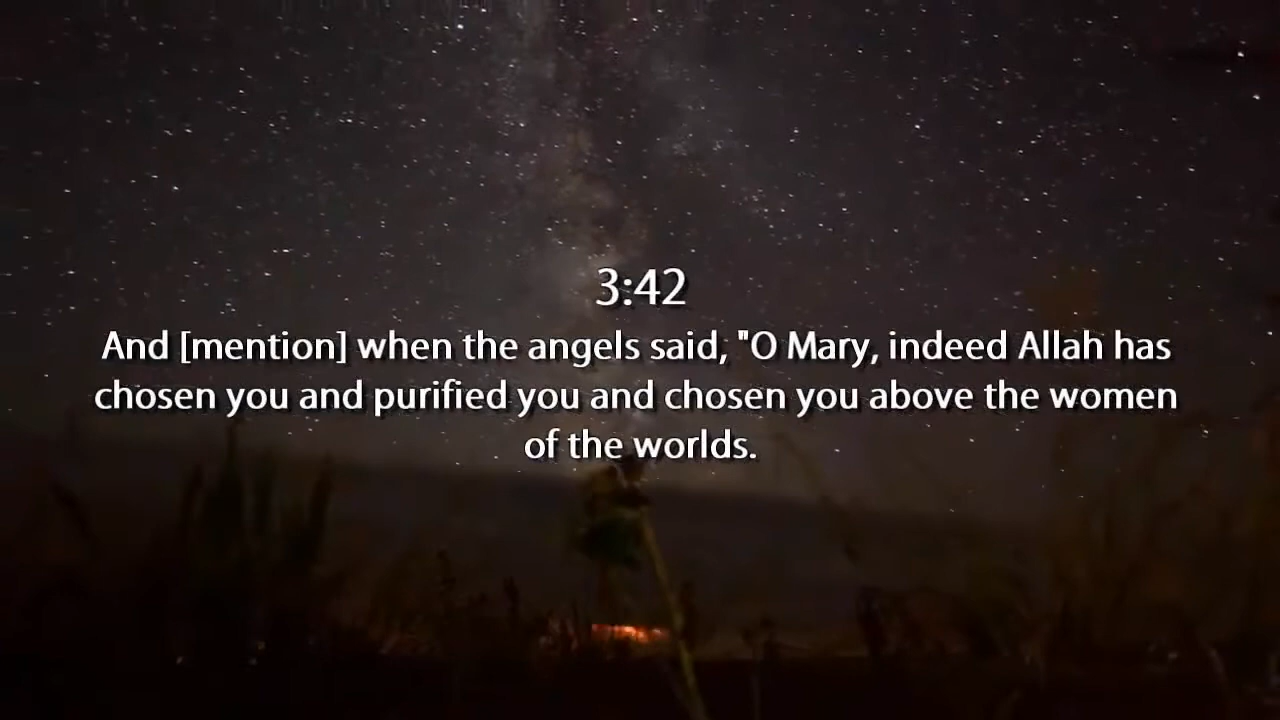 3:42
And [mention] when the angels said, "O Mary, indeed Allah has
chosen you and purified you and chosen you above the women
of the worlds.